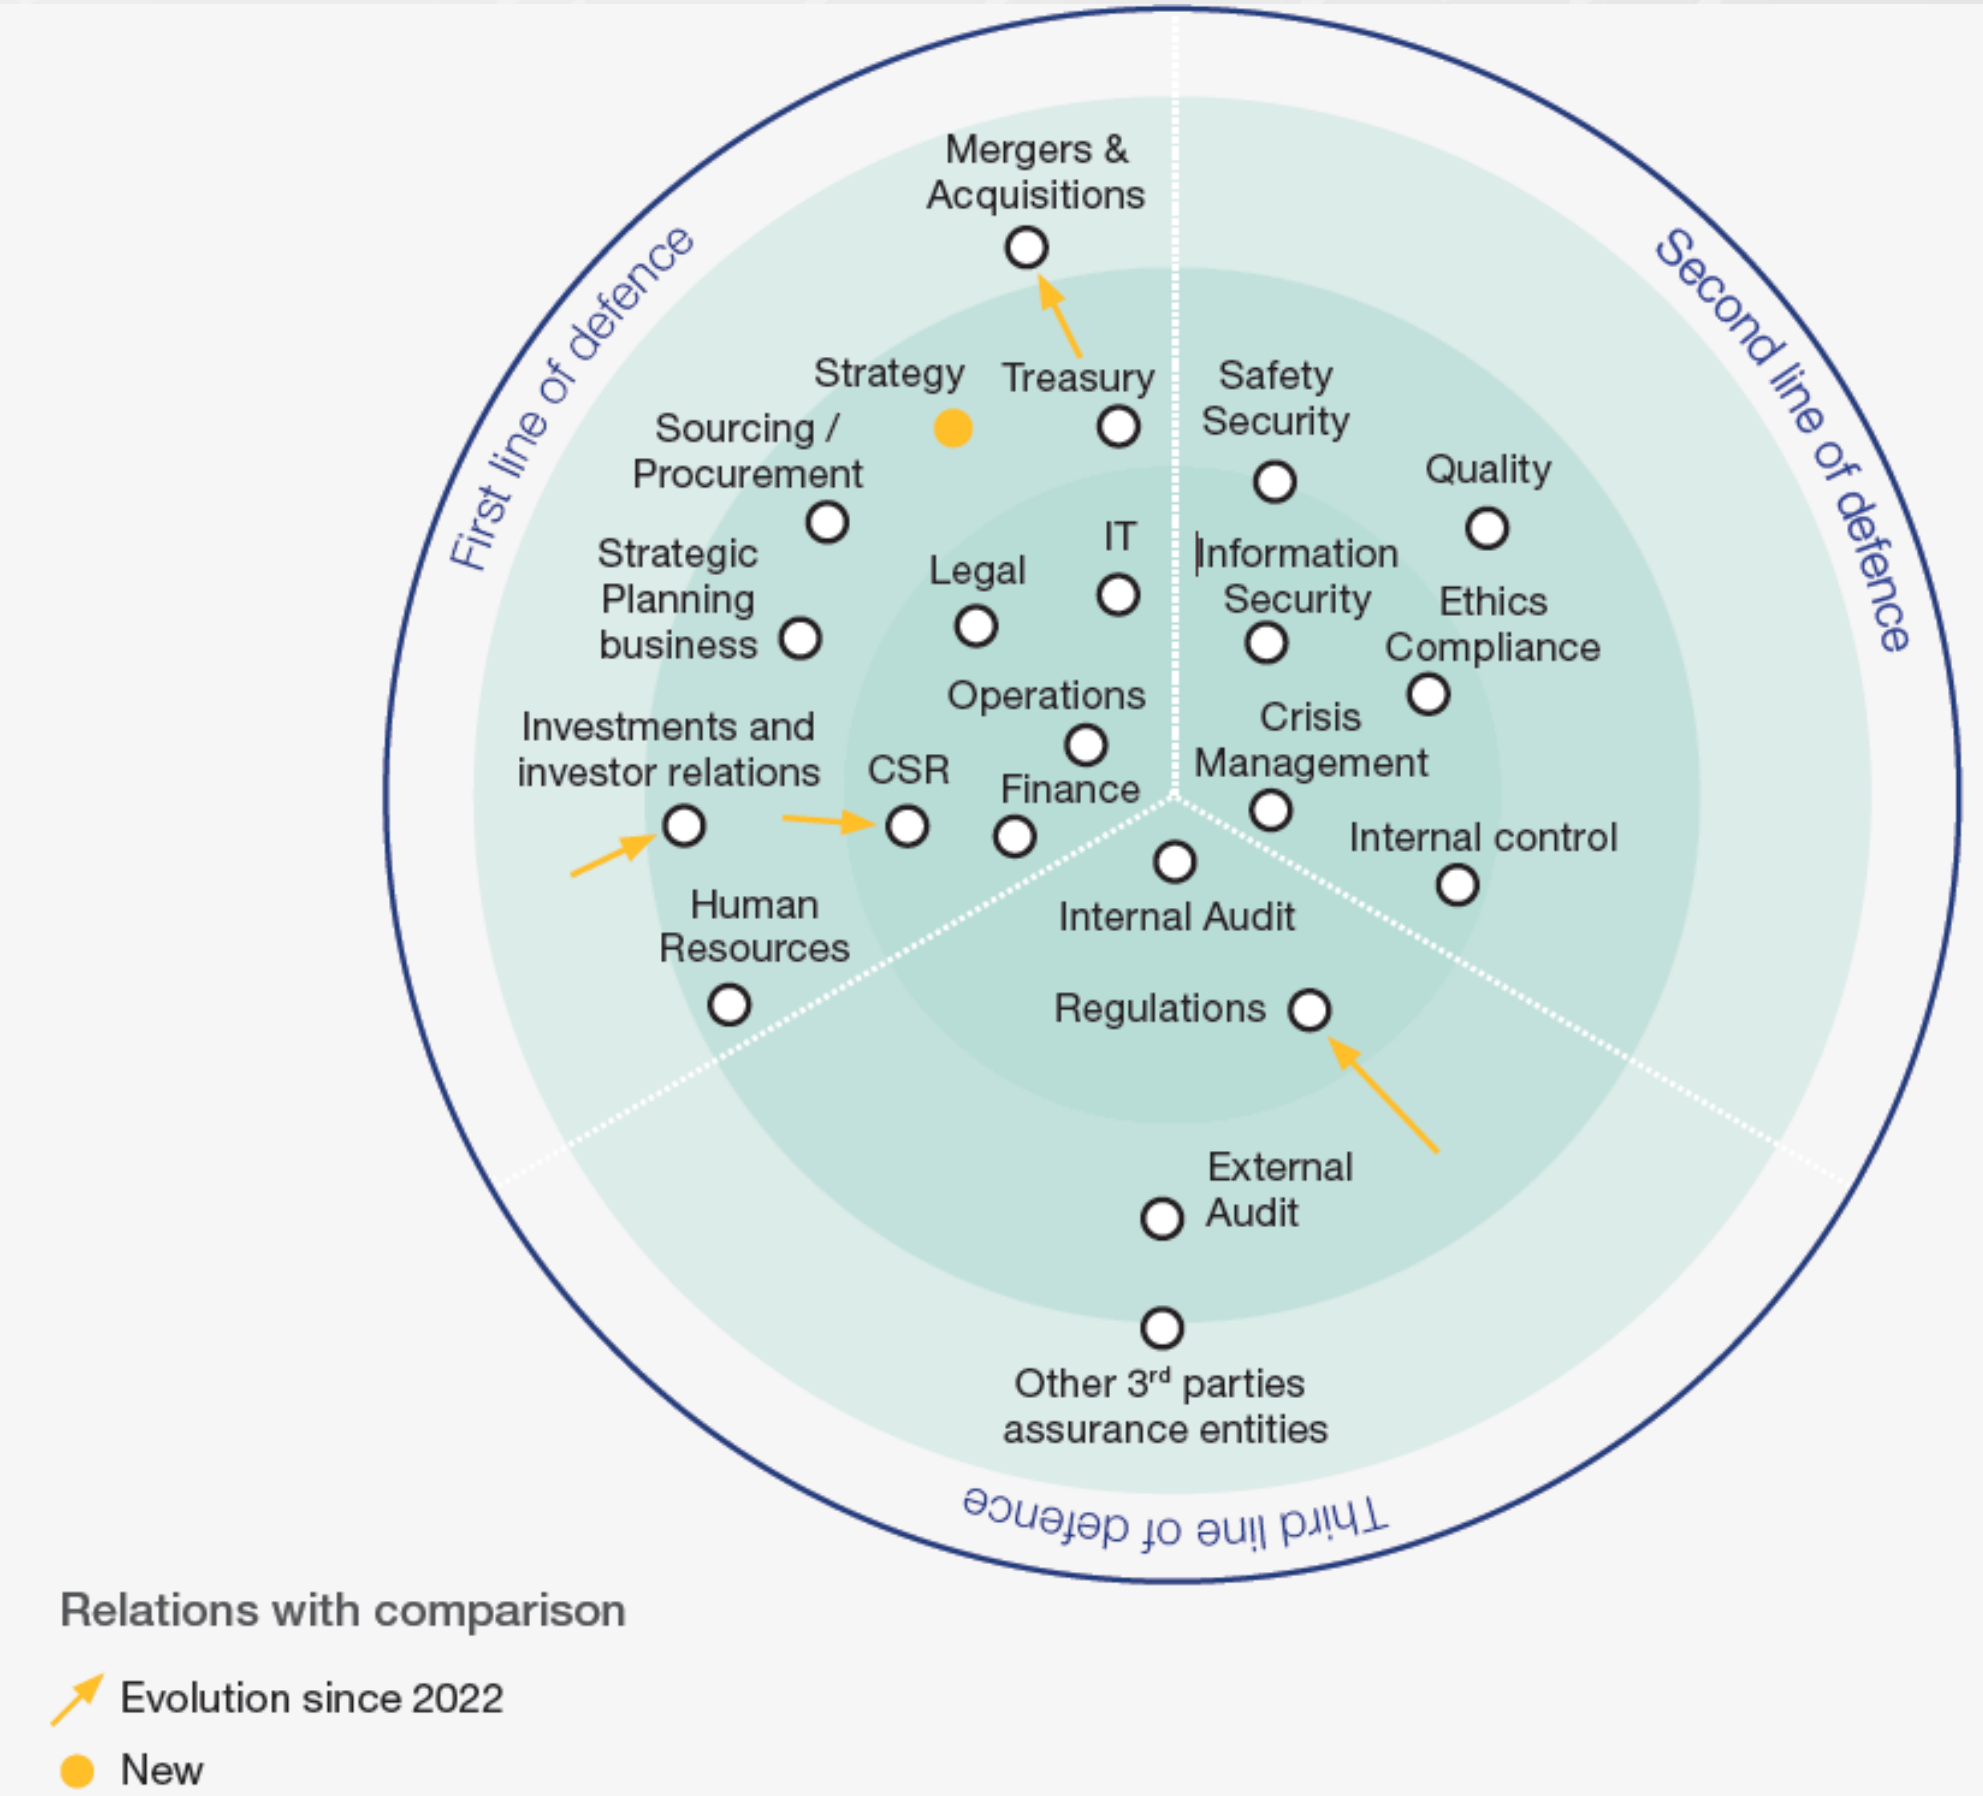 Mergers &
Acquisitions
First line of defence
Second line of defence
Strategy
Treasury
Safety
Security
Sourcing /
Procurement
Quality
Strategic
Planning
business
Legal
IT
Information
Security
Ethics
Compliance
Operations
Crisis
Management
Investments and
investor relations
CSR
Finance
Internal control
Human
Resources
Internal Audit
Regulations
External
Audit
Other 3rd parties
assurance entities
Third line of defence
Relations with comparison
Evolution since 2022
New